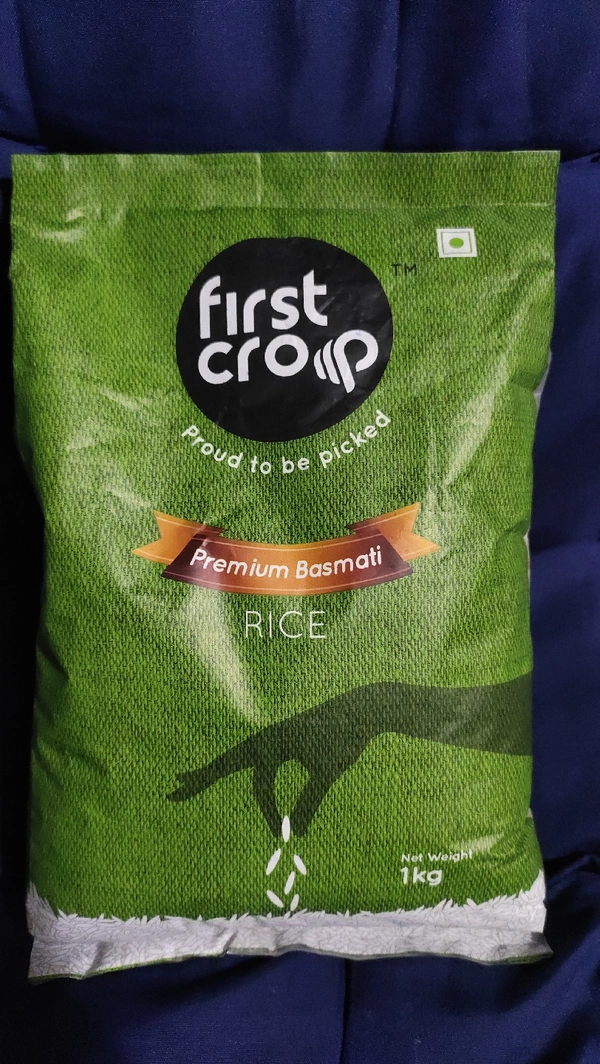 first
crop
TM
Proud to be picked
Premium Basmati
RICE
Net Weight
1kg